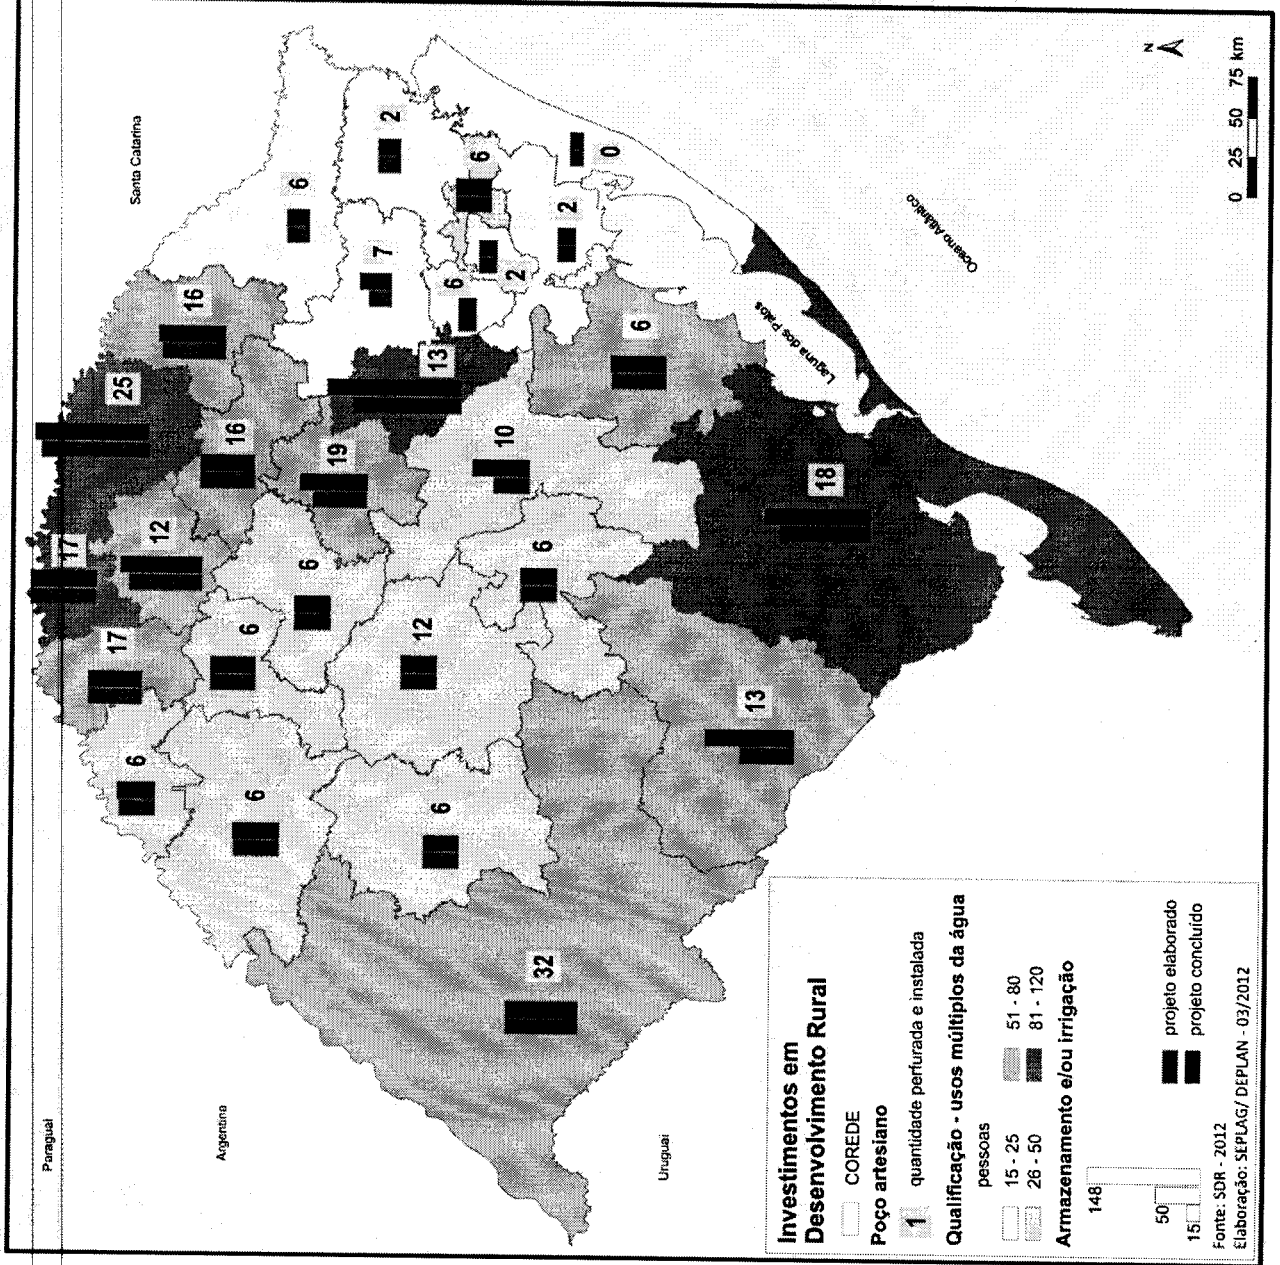 Paraguai
Argentina
Uruguai
Santa Catarina
Oceano Atlântico
Laguna dos Patos
N
0 25 50 75 km
32
6
6
6
13
17
6
12
6
17
12
6
25
16
19
10
18
16
13
6
7
6
2
6
6
2
2
0
Investimentos em
Desenvolvimento Rural
COREDE
Poço artesiano
1 quantidade perfurada e instalada
Qualificação - usos múltiplos da água
pessoas
15 - 25 51 - 80
26 - 50 81 - 120
Armazenamento e/ou irrigação
148
50
15
projeto elaborado
projeto concluído
Fonte: SDR - 2012
Elaboração: SEPLAG/ DEPLAN - 03/2012